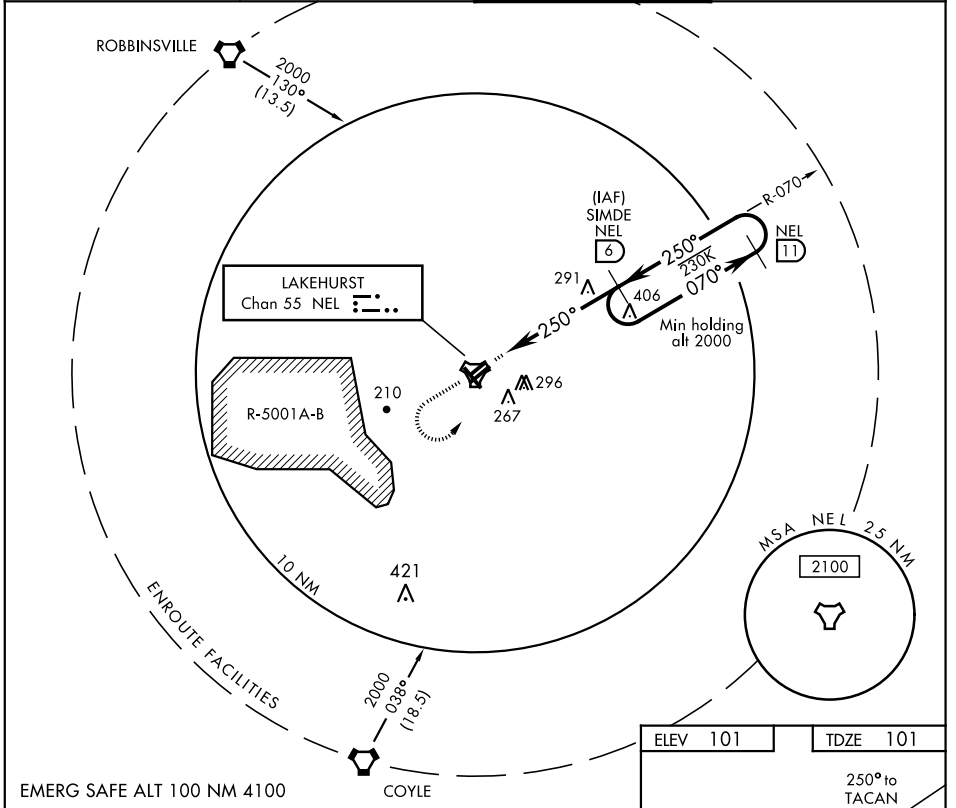 ROBBINSVILLE
2000
130°
(13.5)
R-070
(IAF)
SIMDE
NEL
6
NEL
11
250°
230K
070°
291
406
Min holding
alt 2000
250°
LAKEHURST
Chan 55 NEL
R-5001A-B
210
296
267
MSA NEL 25 NM
2100
10 NM
421
ENROUTE FACILITIES
2000
038°
(18.5)
ELEV 101
TDZE 101
250° to
TACAN
EMERG SAFE ALT 100 NM 4100
COYLE